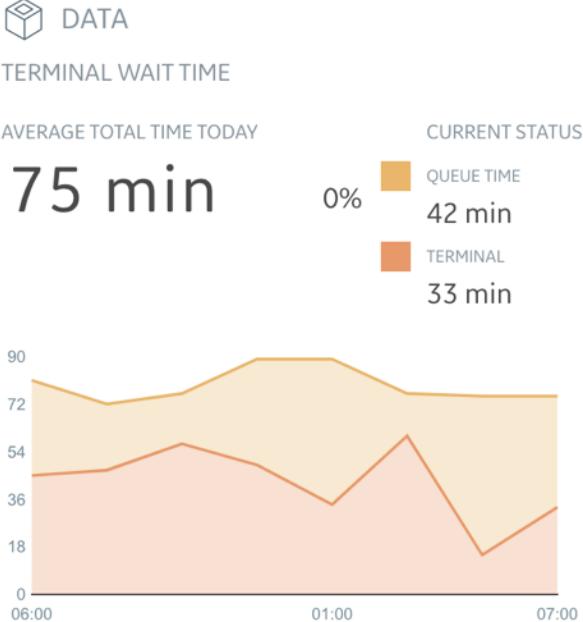 DATA
TERMINAL WAIT TIME
AVERAGE TOTAL TIME TODAY
75 min
0%
CURRENT STATUS
QUEUE TIME
42 min
TERMINAL
33 min
90
72
54
36
18
0
06:00 01:00 07:00